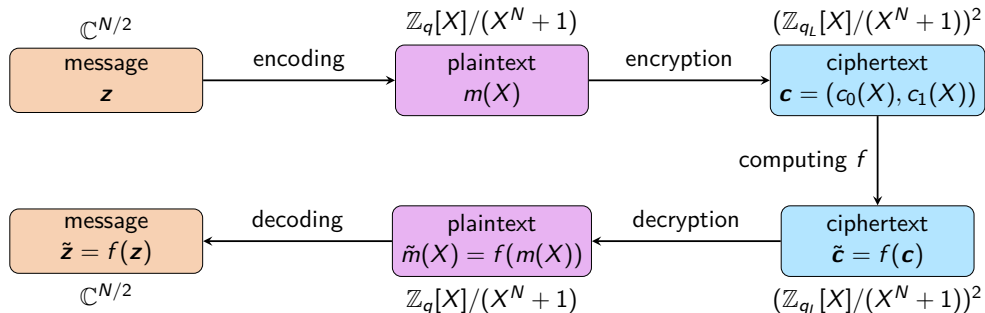 ℂ^{N/2}
ℤ_q[X]/(X^N + 1)
(ℤ_{q_L}[X]/(X^N + 1))^2
message
z
encoding
plaintext
m(X)
encryption
ciphertext
c = (c_0(X), c_1(X))
computing f
message
z̃ = f(z)
decoding
plaintext
m̃(X) = f(m(X))
decryption
ciphertext
c̃ = f(c)
ℂ^{N/2}
ℤ_q[X]/(X^N + 1)
(ℤ_{q_l}[X]/(X^N + 1))^2